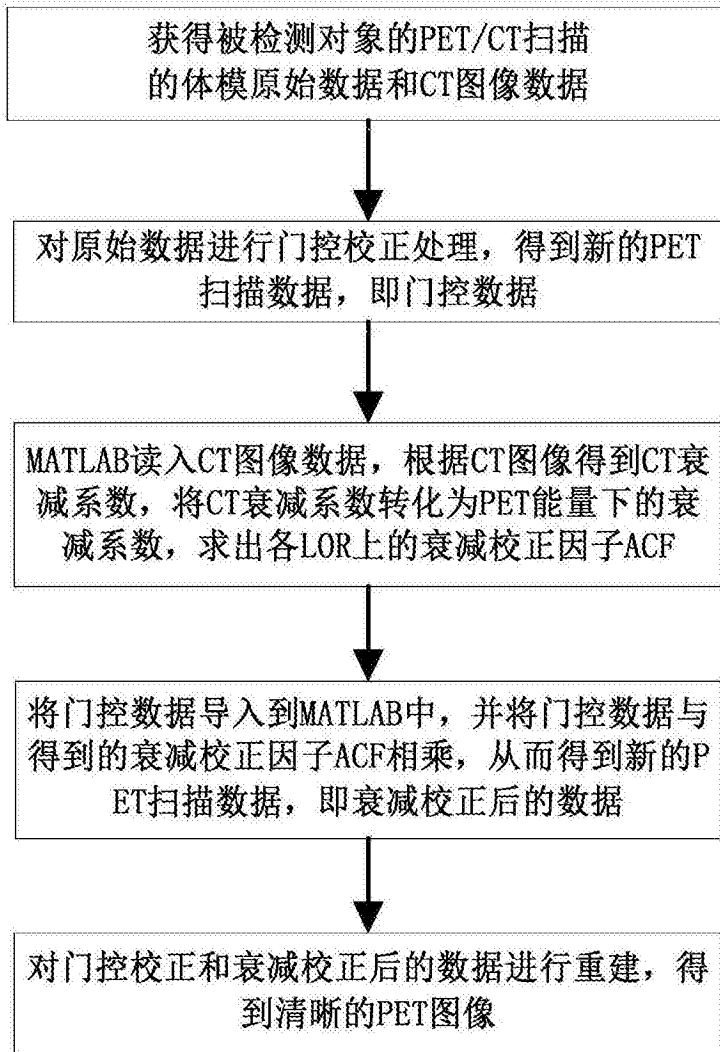 获得被检测对象的PET/CT扫描
的体模原始数据和CT图像数据
对原始数据进行门控校正处理，得到新的PET
扫描数据，即门控数据
MATLAB读入CT图像数据，根据CT图像得到CT衰
减系数，将CT衰减系数转化为PET能量下的衰
减系数，求出各LOR上的衰减校正因子ACF
将门控数据导入到MATLAB中，并将门控数据与
得到的衰减校正因子ACF相乘，从而得到新的P
ET扫描数据，即衰减校正后的数据
对门控校正和衰减校正后的数据进行重建，得
到清晰的PET图像